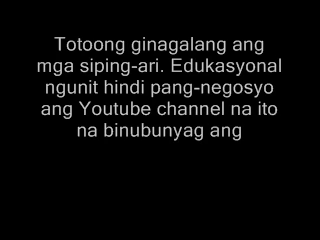 Totoong ginagalang ang
mga siping-ari. Edukasyonal
ngunit hindi pang-negosyo
ang Youtube channel na ito
na binubunyag ang